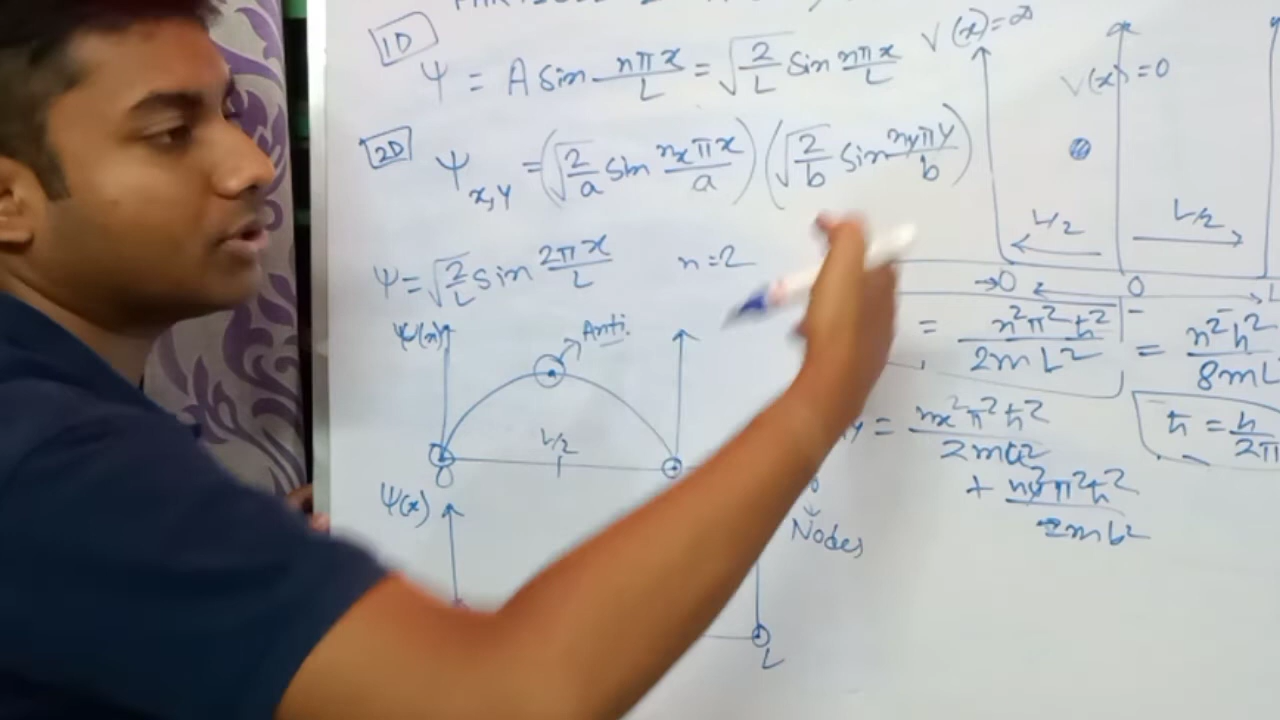 1D
ψ = A Sin nπx/L = √(2/L) Sin nπx/L
V(x)=∞
V(x)=0
2D
ψx,y = (√(2/a) Sin nxπx/a) (√(2/b) Sin nyπy/b)
L/2
L/2
ψ = √(2/L) Sin 2πx/L
n=2
→0
0
L
= n²π²ħ²/2mL² = n²h²/8mL
ħ = h/2π
y = nx²π²ħ²/2ma²
+ ny²π²ħ²/2mb²
ψ(x)
Anti.
L/2
0
Nodes
ψ(x)
L